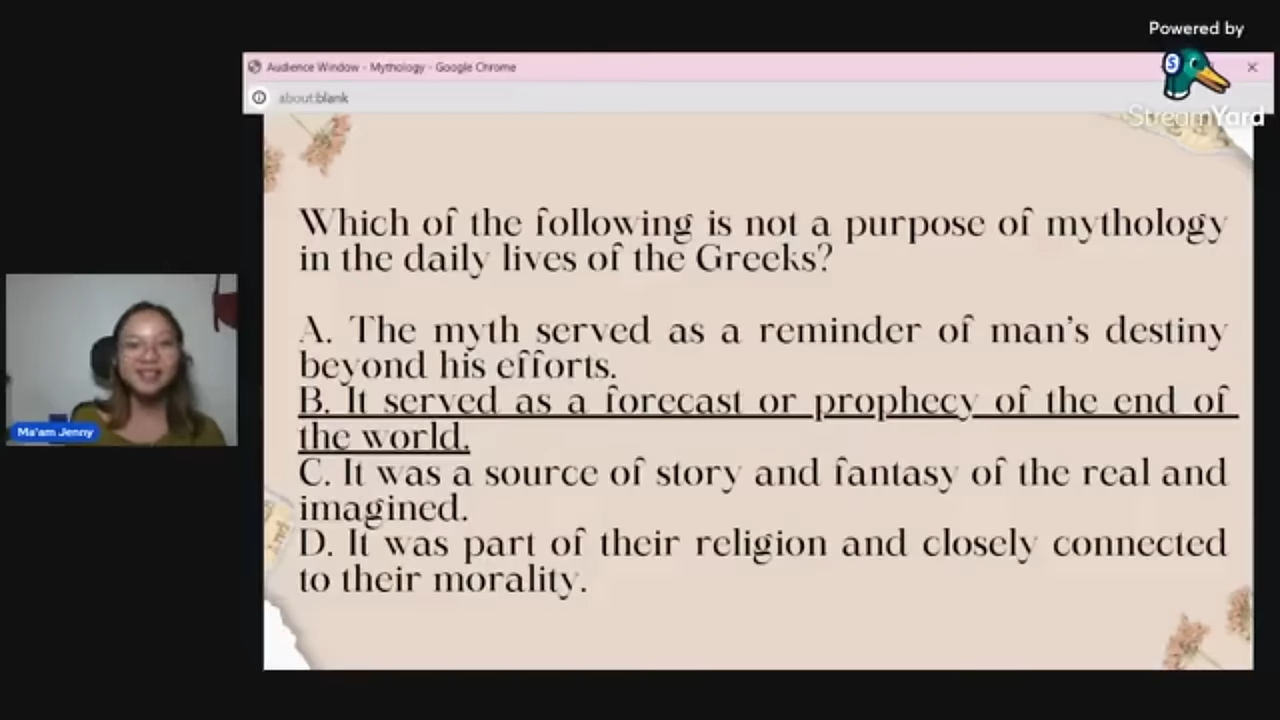 Powered by
Audience Window - Mythology - Google Chrome
about:blank
StreamYard
Which of the following is not a purpose of mythology
in the daily lives of the Greeks?
A. The myth served as a reminder of man's destiny
beyond his efforts.
B. It served as a forecast or prophecy of the end of
the world.
C. It was a source of story and fantasy of the real and
imagined.
D. It was part of their religion and closely connected
to their morality.
Ma'am Jenny